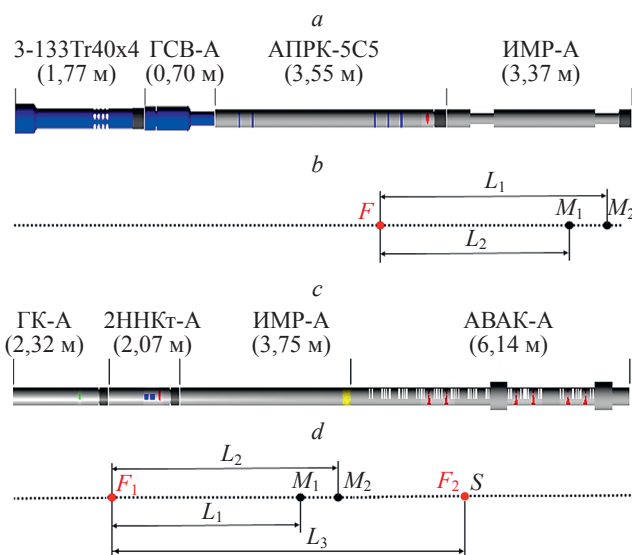 a
3-133Tr40x4 ГСВ-А АПРК-5С5 ИМР-А
(1,77 м) (0,70 м) (3,55 м) (3,37 м)
b
L1
F M1 M2
L2
c
ГК-А 2ННКт-А ИМР-А АВАК-А
(2,32 м) (2,07 м) (3,75 м) (6,14 м)
d
L2
F1 M1 M2 F2 S
L1
L3